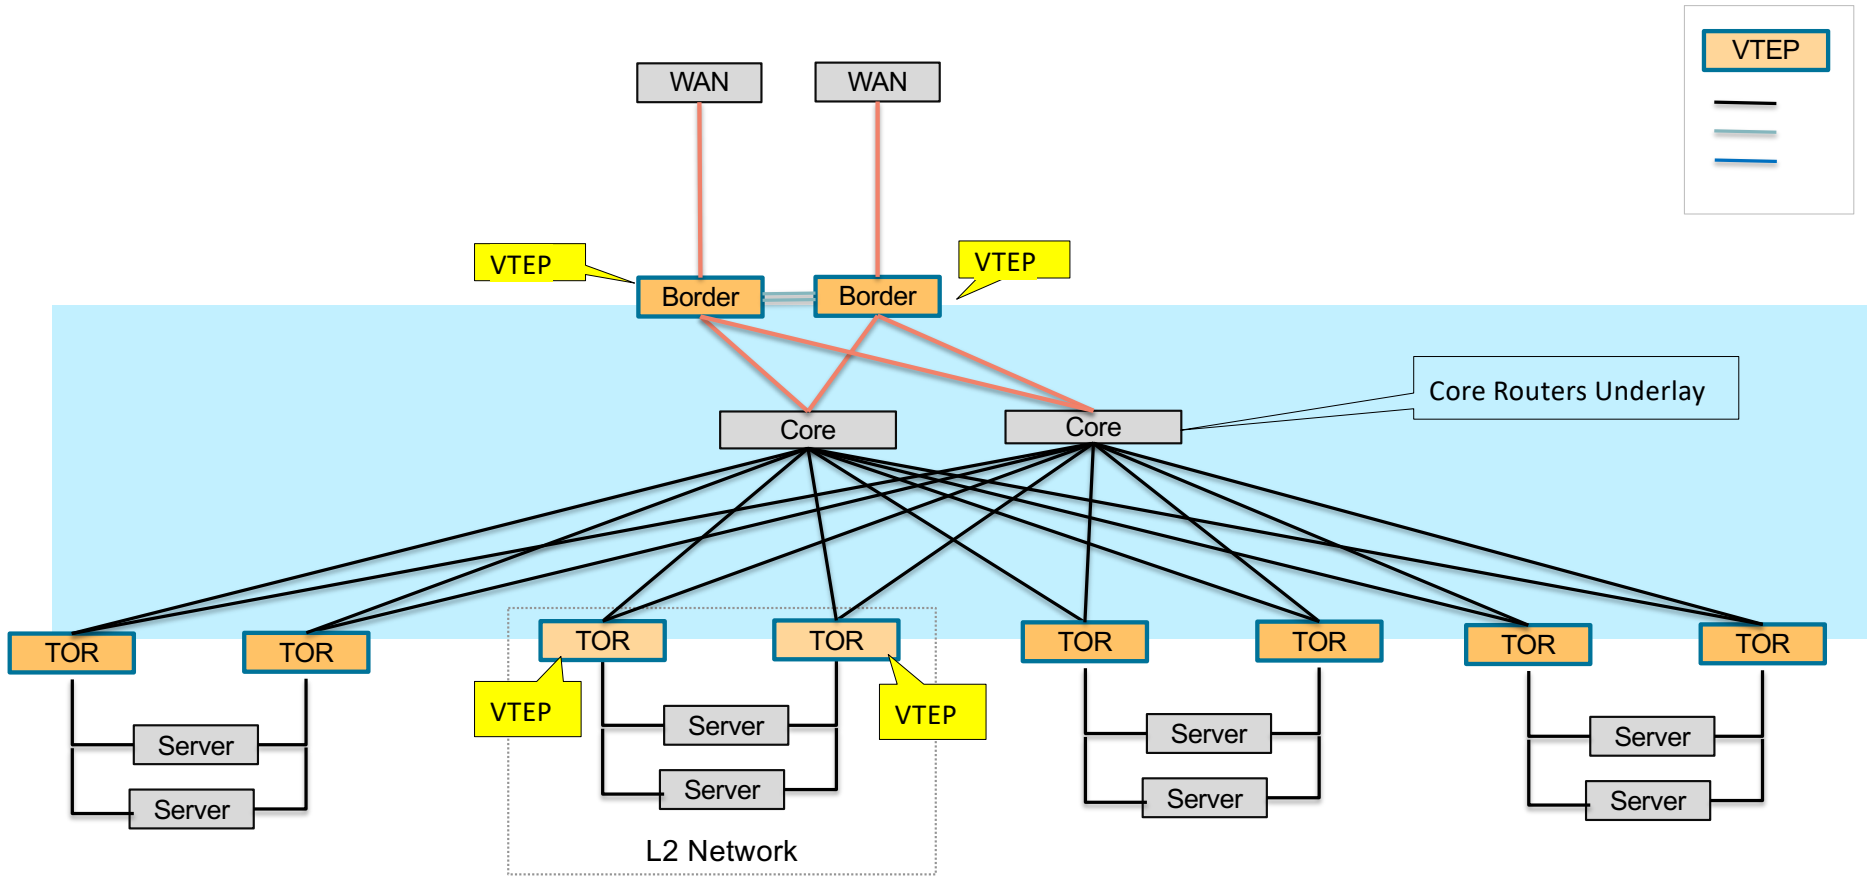 VTEP
WAN
WAN
VTEP
VTEP
Border
Border
Core Routers Underlay
Core
Core
TOR
TOR
TOR
TOR
TOR
TOR
TOR
TOR
VTEP
VTEP
Server
Server
Server
Server
Server
Server
Server
Server
L2 Network